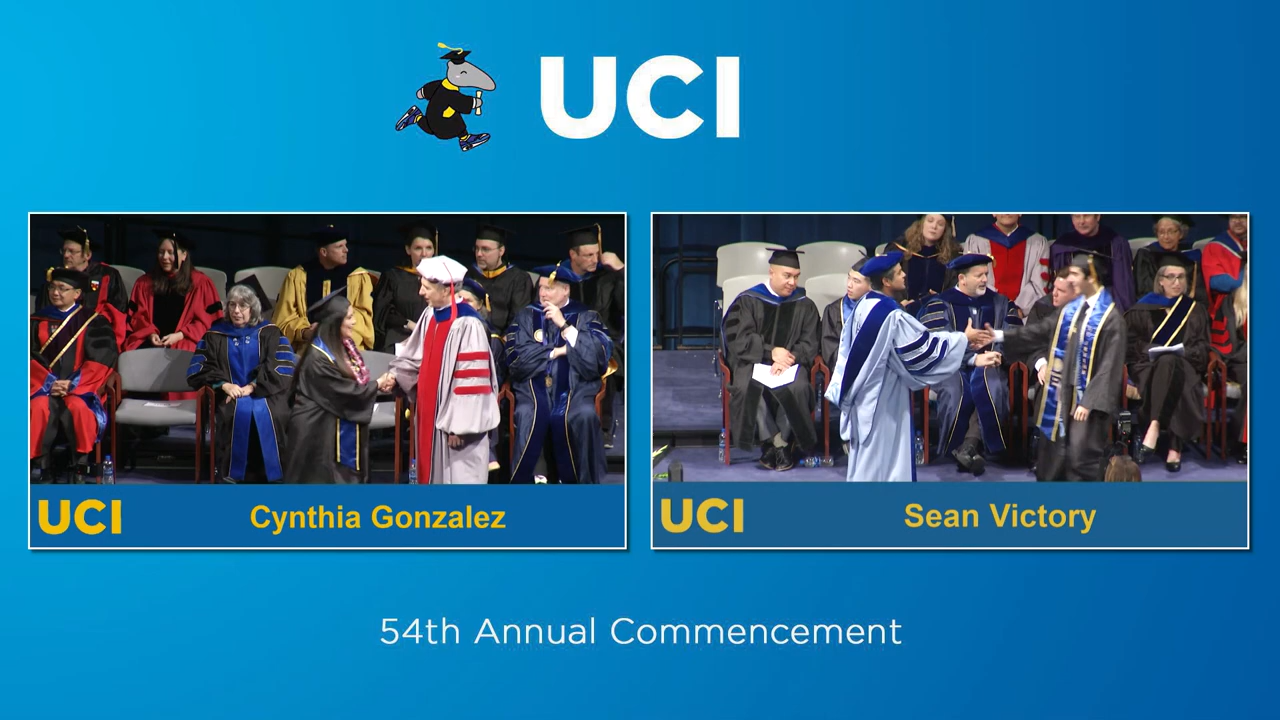 UCI
UCI
Cynthia Gonzalez
UCI
Sean Victory
54th Annual Commencement